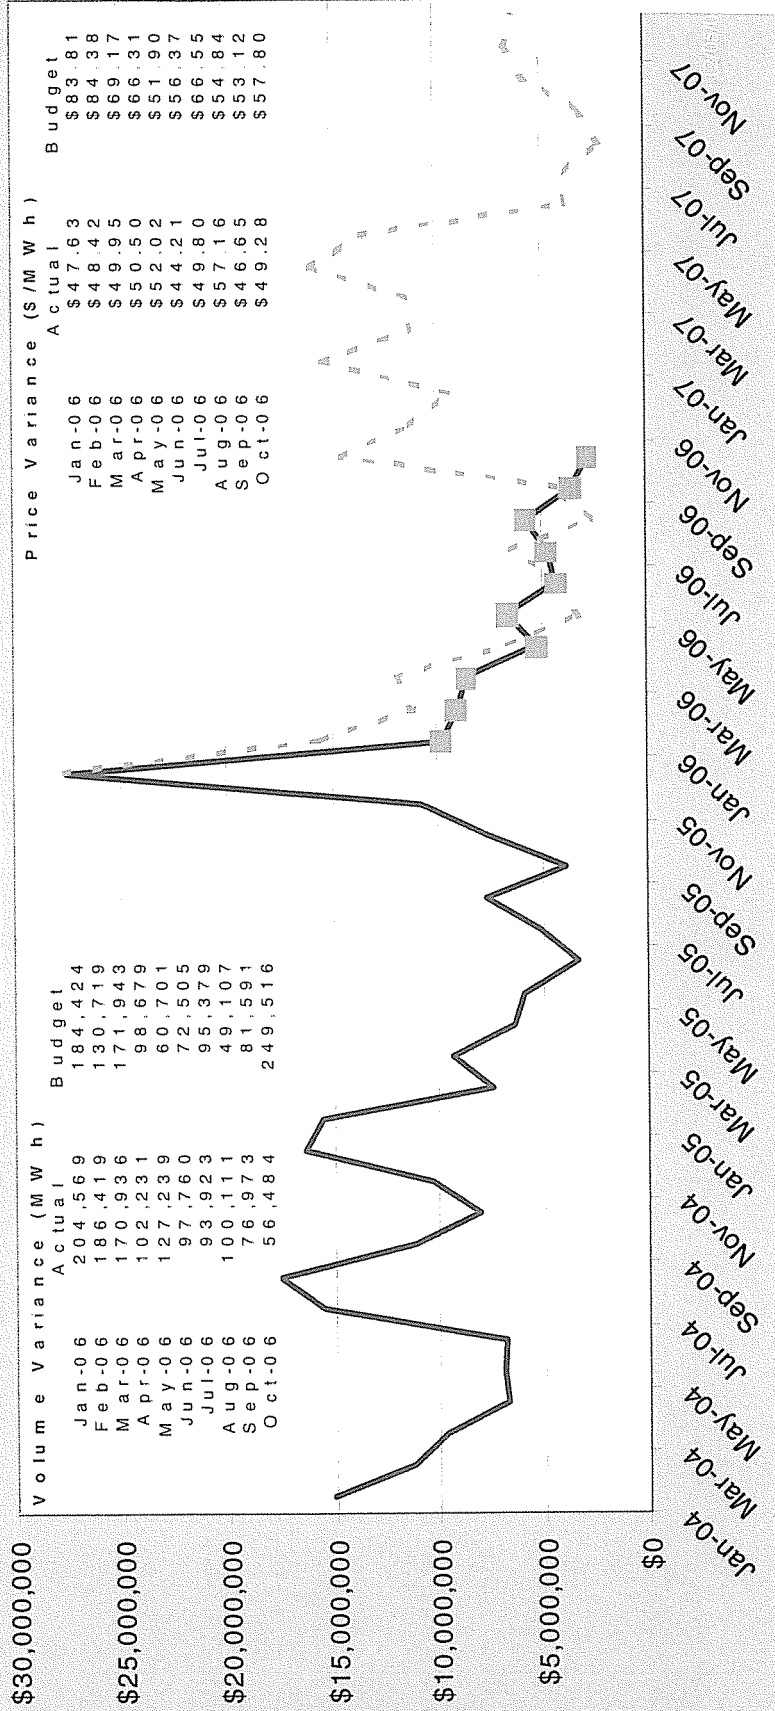 Volume Variance (MWh)
Actual Budget
Jan-06 204,569 184,424
Feb-06 186,419 130,719
Mar-06 170,936 171,943
Apr-06 102,231 98,679
May-06 127,239 60,701
Jun-06 97,760 72,505
Jul-06 93,923 95,379
Aug-06 100,111 49,107
Sep-06 76,973 81,591
Oct-06 56,484 249,516
Price Variance ($/MWh)
Actual Budget
Jan-06 $47.63 $83.81
Feb-06 $48.42 $84.38
Mar-06 $49.95 $69.17
Apr-06 $50.50 $66.31
May-06 $52.02 $51.90
Jun-06 $44.21 $56.37
Jul-06 $49.80 $66.55
Aug-06 $57.16 $54.84
Sep-06 $46.65 $53.12
Oct-06 $49.28 $57.80
$30,000,000
$25,000,000
$20,000,000
$15,000,000
$10,000,000
$5,000,000
$0
Jan-04
Mar-04
May-04
Jul-04
Sep-04
Nov-04
Jan-05
Mar-05
May-05
Jul-05
Sep-05
Nov-05
Jan-06
Mar-06
May-06
Jul-06
Sep-06
Nov-06
Jan-07
Mar-07
May-07
Jul-07
Sep-07
Nov-07